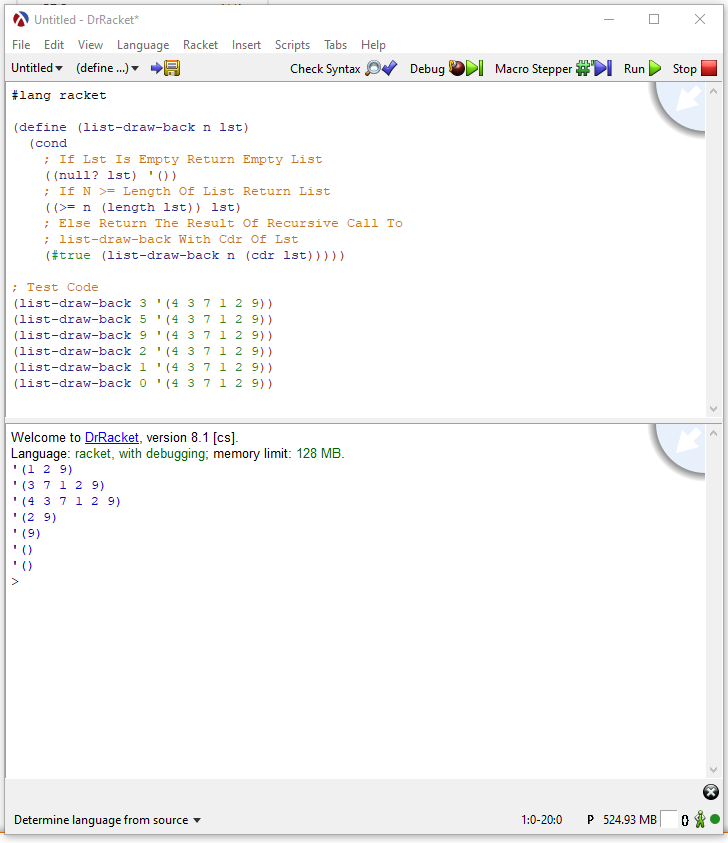 Untitled - DrRacket*
File Edit View Language Racket Insert Scripts Tabs Help
Untitled (define ...) Check Syntax Debug Macro Stepper Run Stop
#lang racket
(define (list-draw-back n lst)
(cond
; If Lst Is Empty Return Empty List
((null? lst) '())
; If N >= Length Of List Return List
((>= n (length lst)) lst)
; Else Return The Result Of Recursive Call To
; list-draw-back With Cdr Of Lst
(#true (list-draw-back n (cdr lst)))))
; Test Code
(list-draw-back 3 '(4 3 7 1 2 9))
(list-draw-back 5 '(4 3 7 1 2 9))
(list-draw-back 9 '(4 3 7 1 2 9))
(list-draw-back 2 '(4 3 7 1 2 9))
(list-draw-back 1 '(4 3 7 1 2 9))
(list-draw-back 0 '(4 3 7 1 2 9))
Welcome to DrRacket, version 8.1 [cs].
Language: racket, with debugging; memory limit: 128 MB.
'(1 2 9)
'(3 7 1 2 9)
'(4 3 7 1 2 9)
'(2 9)
'(9)
'()
'()
>
Determine language from source 1:0-20:0 P 524.93 MB {}